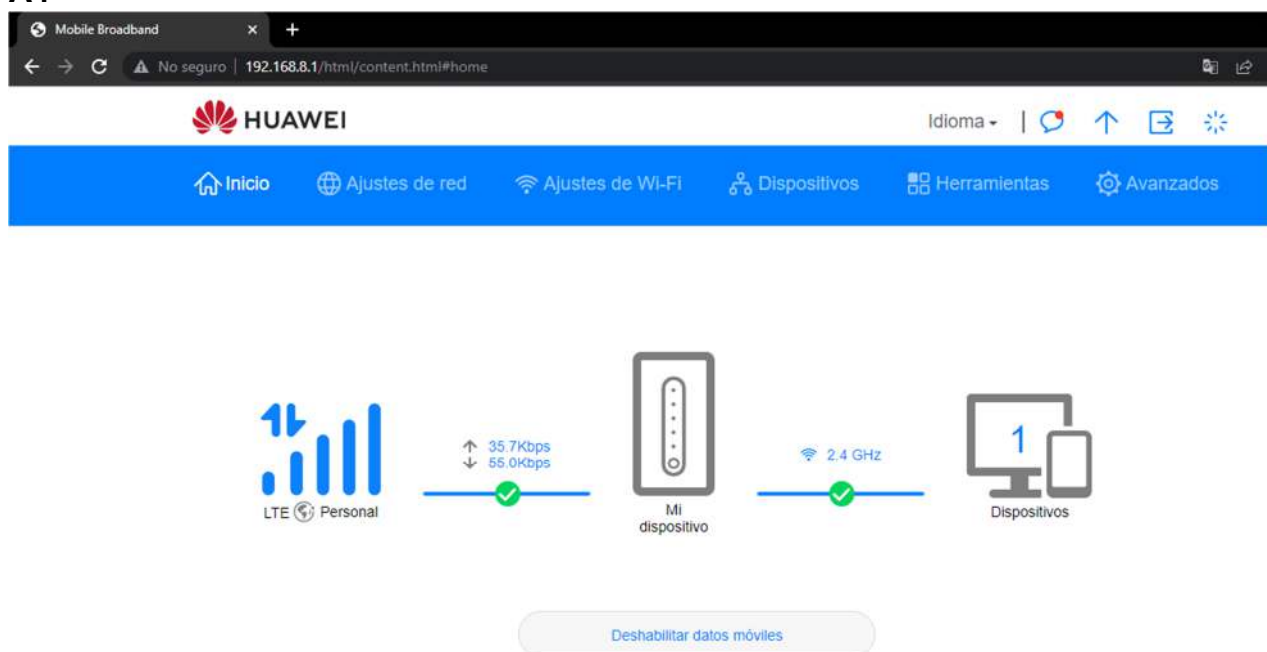 Mobile Broadband
No seguro | 192.168.8.1/html/content.html#home
HUAWEI
Idioma
Inicio
Ajustes de red
Ajustes de Wi-Fi
Dispositivos
Herramientas
Avanzados
35.7Kbps
55.0Kbps
2.4 GHz
1
LTE Personal
Mi
dispositivo
Dispositivos
Deshabilitar datos móviles